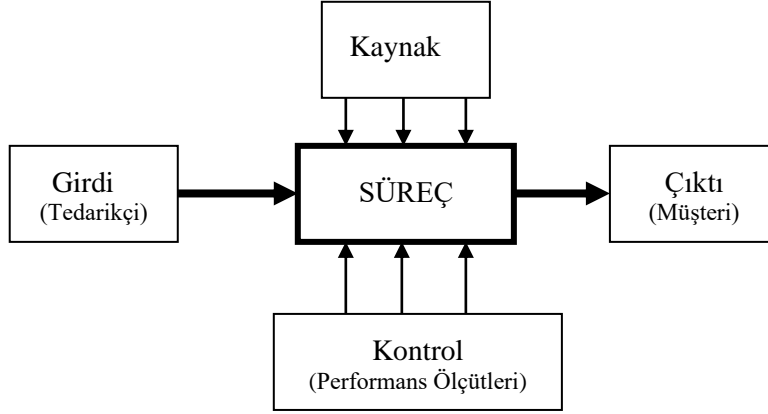 Kaynak
Girdi
(Tedarikçi)
SÜREÇ
Çıktı
(Müşteri)
Kontrol
(Performans Ölçütleri)